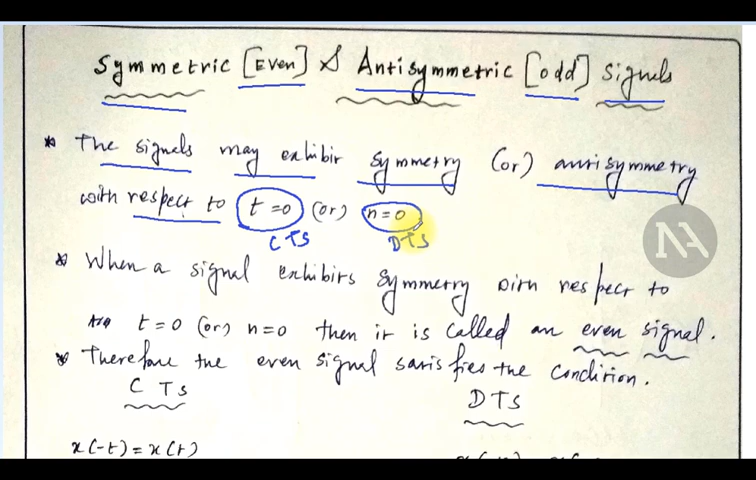 Symmetric [Even] & Antisymmetric [odd] signals
* The signals may exhibit symmetry (or) antisymmetry
with respect to t=0 (or) n=0
CTS DTS
* When a signal exhibits symmetry with respect to
t=0 (or) n=0 then it is called an even signal.
* Therefore the even signal satisfies the condition.
CTS
DTS
x(-t) = x(t)